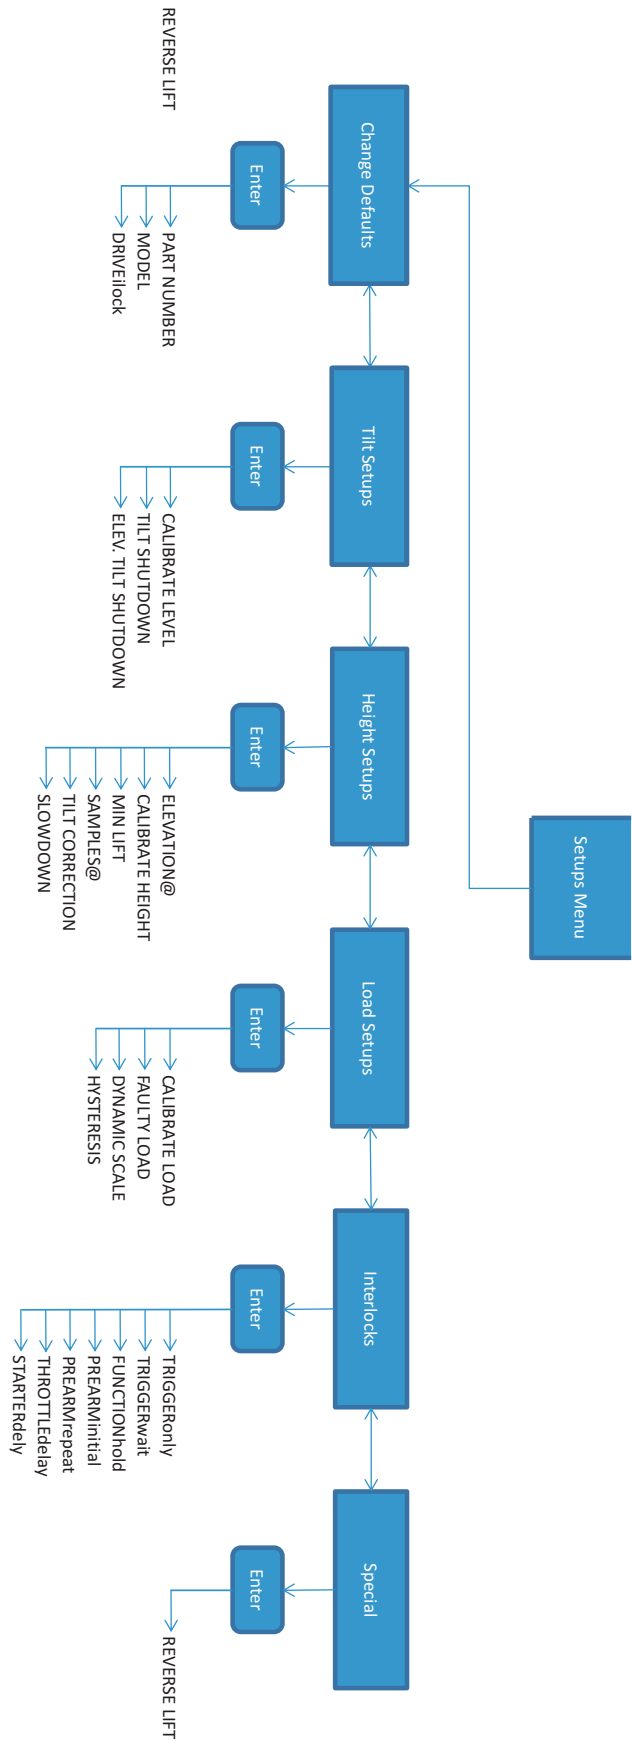 Setups Menu
Change Defaults
Tilt Setups
Height Setups
Load Setups
Interlocks
Special
Enter
Enter
Enter
Enter
Enter
Enter
REVERSE LIFT
PART NUMBER
MODEL
DRIVEilock
CALIBRATE LEVEL
TILT SHUTDOWN
ELEV. TILT SHUTDOWN
ELEVATION@
CALIBRATE HEIGHT
MIN LIFT
SAMPLES@
TILT CORRECTION
SLOWDOWN
CALIBRATE LOAD
FAULTY LOAD
DYNAMIC SCALE
HYSTERESIS
TRIGGERonly
TRIGGERwait
FUNCTIONhold
PREARMinitial
PREARMrepeat
THROTTLEdelay
STARTERdely
REVERSE LIFT